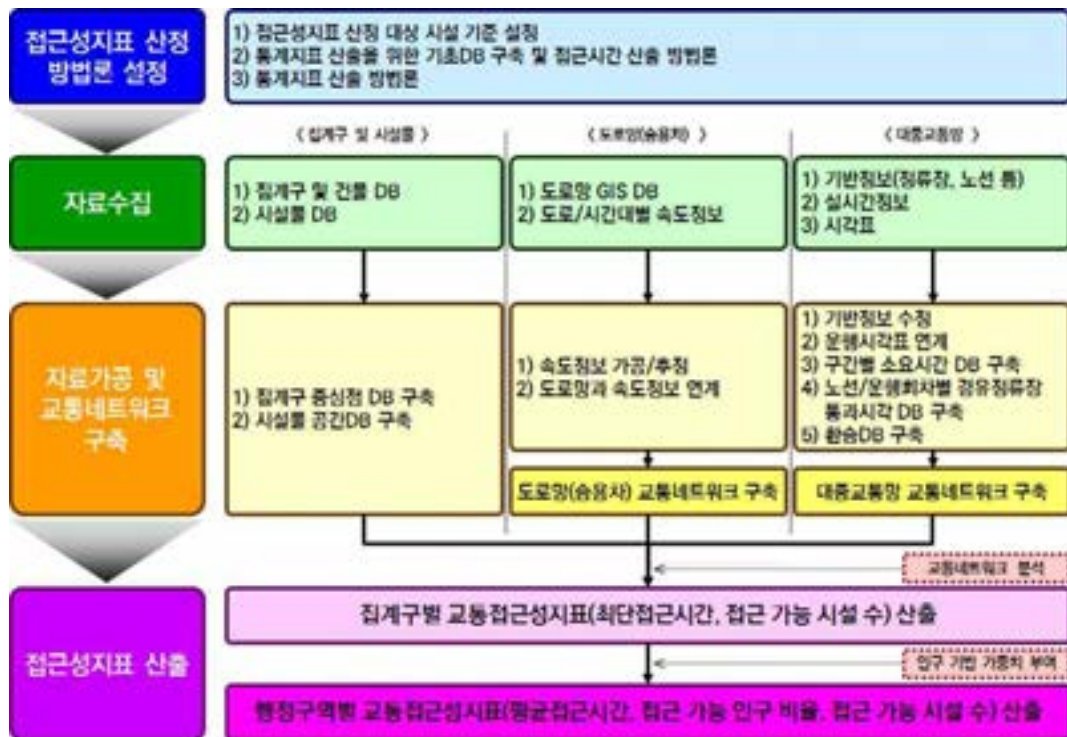 접근성지표 산정
방법론 설정
1) 접근성지표 산정 대상 시설 기준 설정
2) 통계지표 산출을 위한 기초DB 구축 및 접근시간 산출 방법론
3) 통계지표 산출 방법론
< 집계구 및 시설물 >
< 도로망(승용차) >
< 대중교통망 >
자료수집
1) 집계구 및 건물 DB
2) 시설물 DB
1) 도로망 GIS DB
2) 도로/시간대별 속도정보
1) 기반정보(정류장, 노선 등)
2) 실시간정보
3) 시각표
자료가공 및
교통네트워크
구축
1) 집계구 중심점 DB 구축
2) 시설물 공간DB 구축
1) 속도정보 가공/추정
2) 도로망과 속도정보 연계
1) 기반정보 수정
2) 운행시각표 연계
3) 구간별 소요시간 DB 구축
4) 노선/운행회차별 경유정류장
통과시각 DB 구축
5) 환승DB 구축
도로망(승용차) 교통네트워크 구축
대중교통망 교통네트워크 구축
교통네트워크 분석
접근성지표 산출
집계구별 교통접근성지표(최단접근시간, 접근 가능 시설 수) 산출
인구 기반 가중치 부여
행정구역별 교통접근성지표(평균접근시간, 접근 가능 인구 비율, 접근 가능 시설 수) 산출